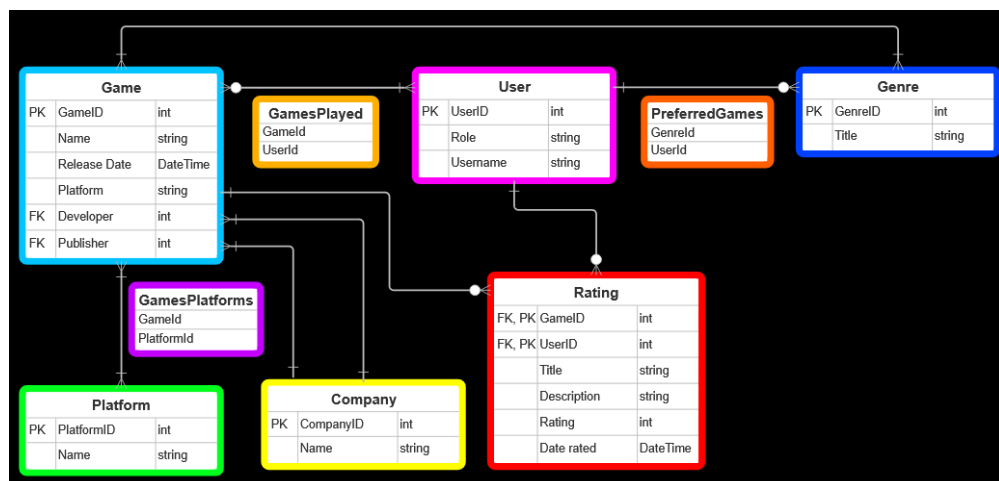 Game
PK GameID int
Name string
Release Date DateTime
Platform string
FK Developer int
FK Publisher int
GamesPlayed
GameId
UserId
User
PK UserID int
Role string
Username string
PreferredGames
GenreId
UserId
Genre
PK GenreID int
Title string
GamesPlatforms
GameId
PlatformId
Platform
PK PlatformID int
Name string
Company
PK CompanyID int
Name string
Rating
FK, PK GameID int
FK, PK UserID int
Title string
Description string
Rating int
Date rated DateTime